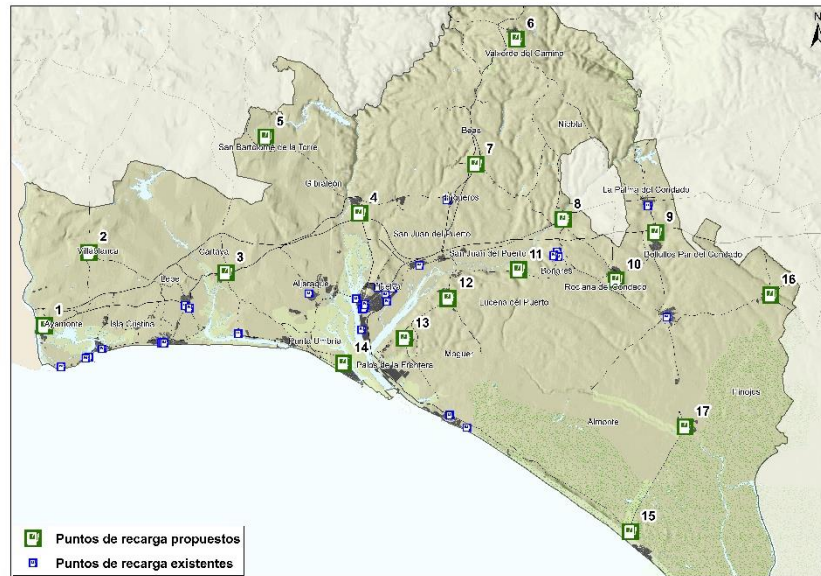 N
6
Valverde del Camino
5
San Bartolomé de la Torre
Beas
Niebla
7
Gibraleón
La Palma del Condado
4
Trigueros
8
9
2
San Juan del Puerto
Villablanca
Cartaya
3
San Juan del Puerto
11
Bollullos Par del Condado
Lepe
Aljaraque
Huelva
Bonares
10
Rociana del Condado
16
12
Lucena del Puerto
1
Ayamonte
Isla Cristina
13
Punta Umbría
14
Moguer
Palos de la Frontera
Hinojos
Almonte
17
15
Puntos de recarga propuestos
Puntos de recarga existentes